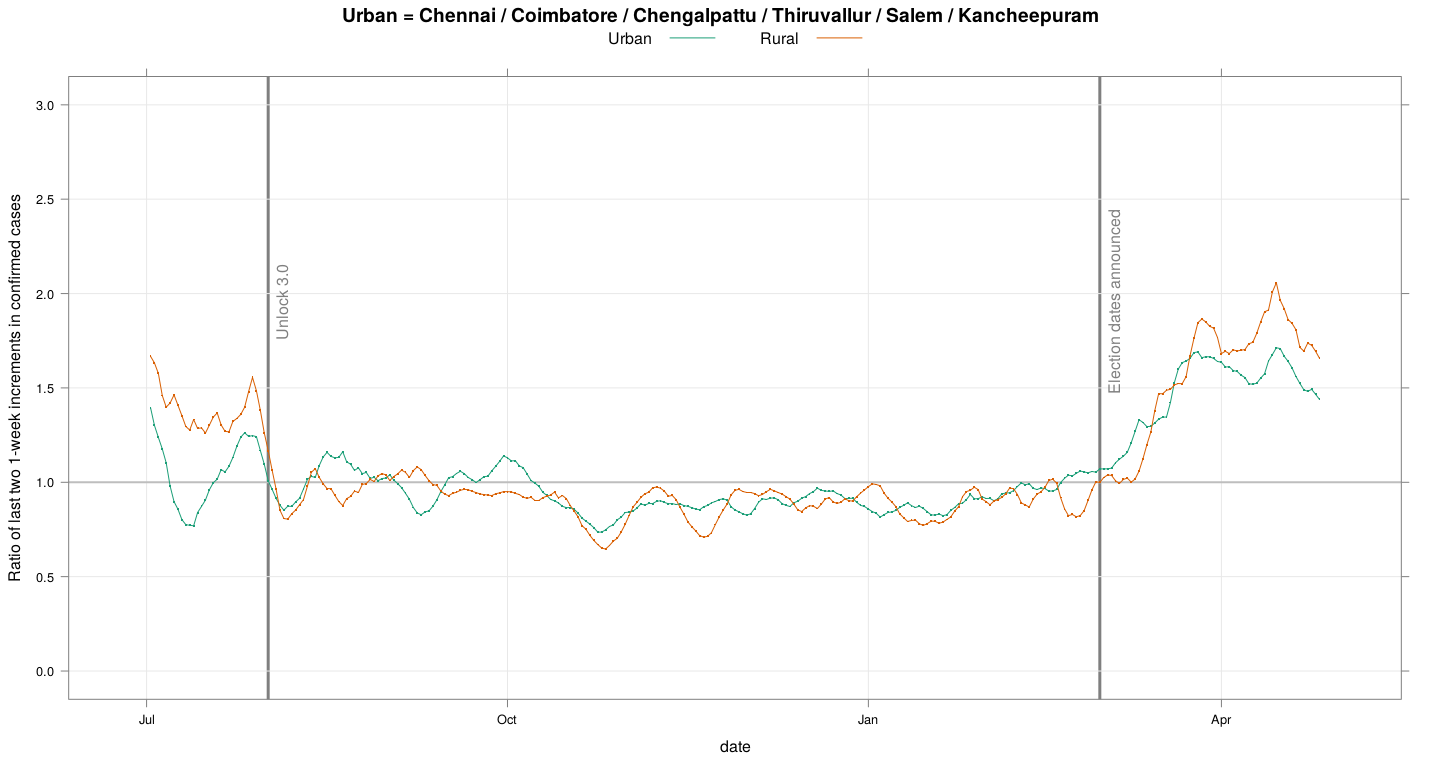 Urban = Chennai / Coimbatore / Chengalpattu / Thiruvallur / Salem / Kancheepuram
Urban
Rural
Ratio of last two 1-week increments in confirmed cases
3.0
2.5
2.0
1.5
1.0
0.5
0.0
Unlock 3.0
Election dates announced
Jul
Oct
Jan
Apr
date